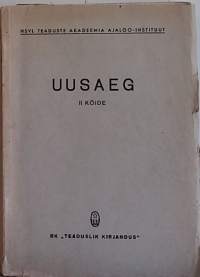 NSVL TEADUSTE AKADEEMIA AJALOO-INSTITUUT
UUSAEG
II KÖIDE
RK „TEADUSLIK KIRJANDUS"